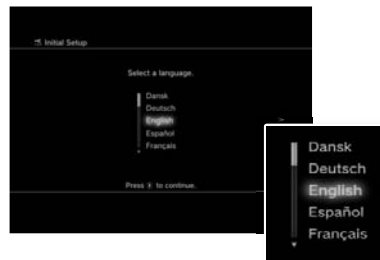 Initial Setup
Select a language.
Dansk
Deutsch
English
Español
Français
Press to continue.
Dansk
Deutsch
English
Español
Français